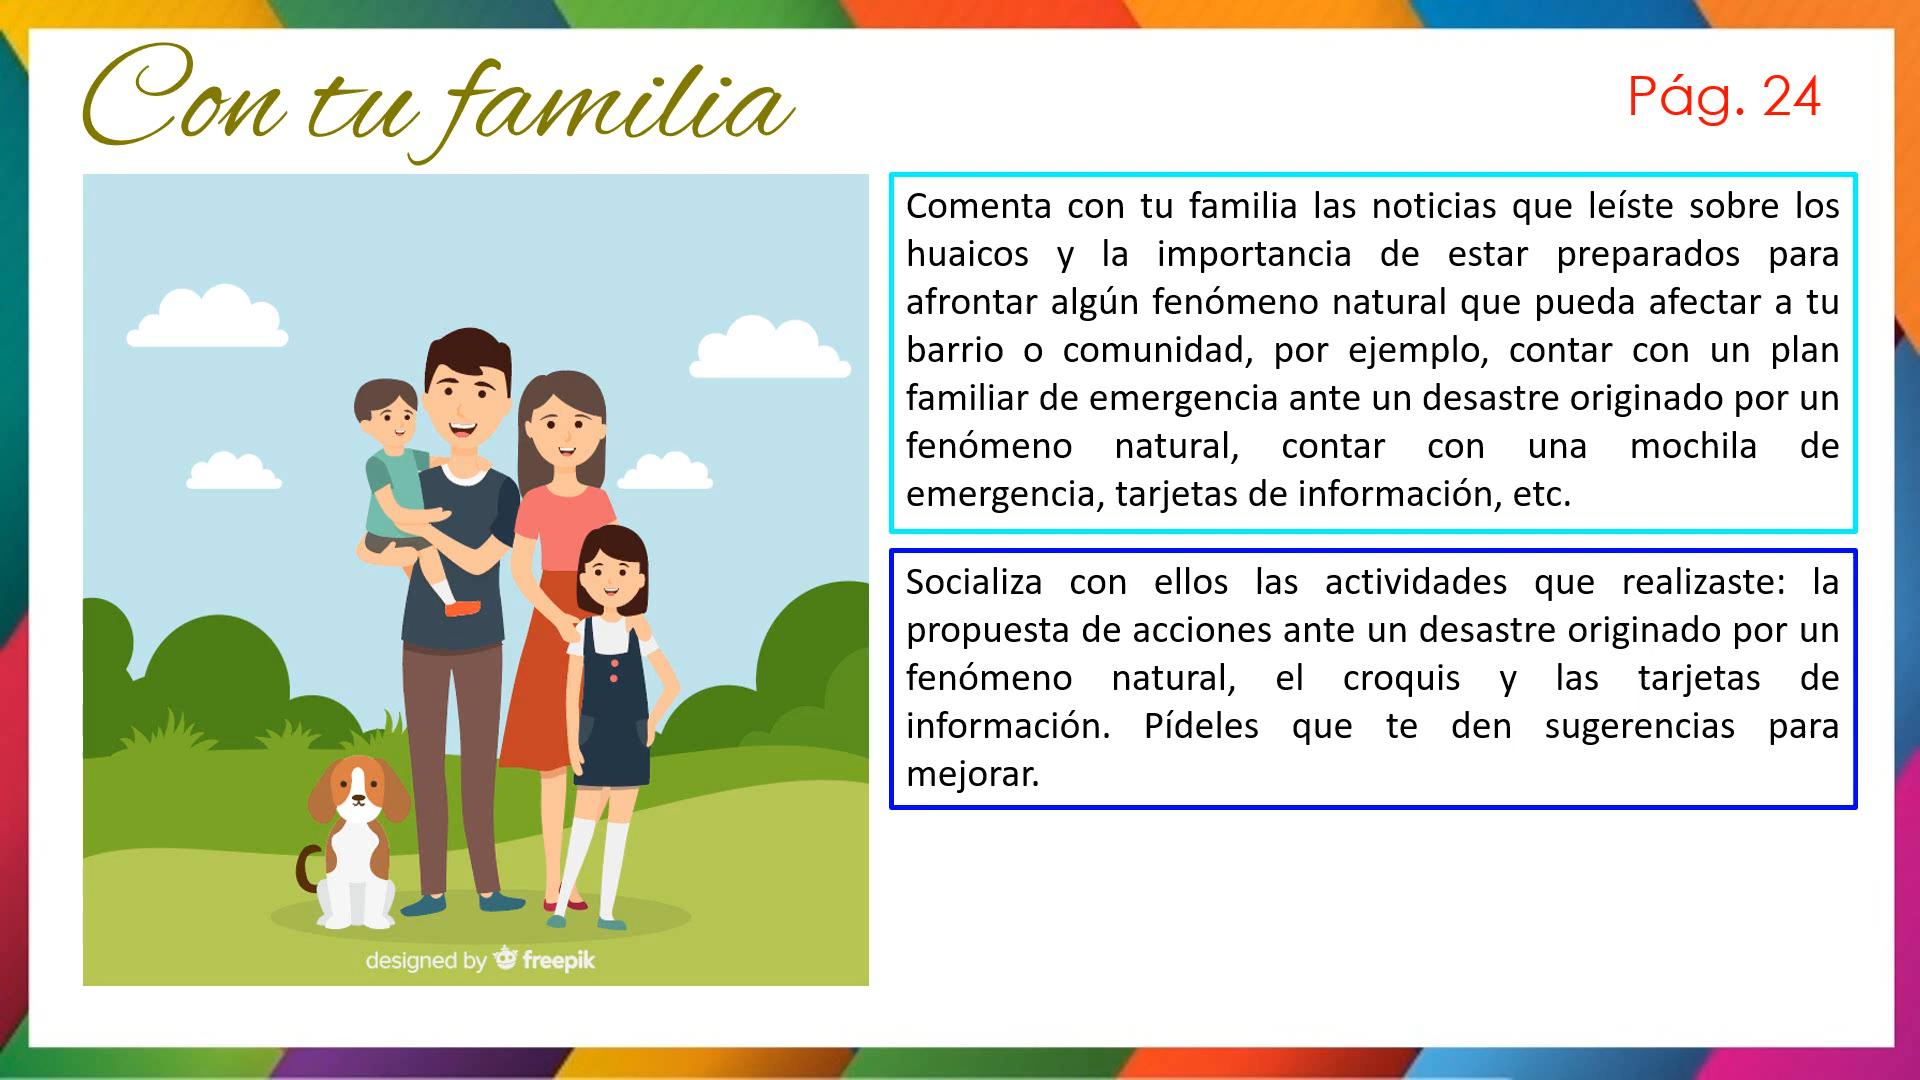 Con tu familia
Pág. 24
Comenta con tu familia las noticias que leíste sobre los
huaicos y la importancia de estar preparados para
afrontar algún fenómeno natural que pueda afectar a tu
barrio o comunidad, por ejemplo, contar con un plan
familiar de emergencia ante un desastre originado por un
fenómeno natural, contar con una mochila de
emergencia, tarjetas de información, etc.
Socializa con ellos las actividades que realizaste: la
propuesta de acciones ante un desastre originado por un
fenómeno natural, el croquis y las tarjetas de
información. Pídeles que te den sugerencias para
mejorar.
designed by freepik